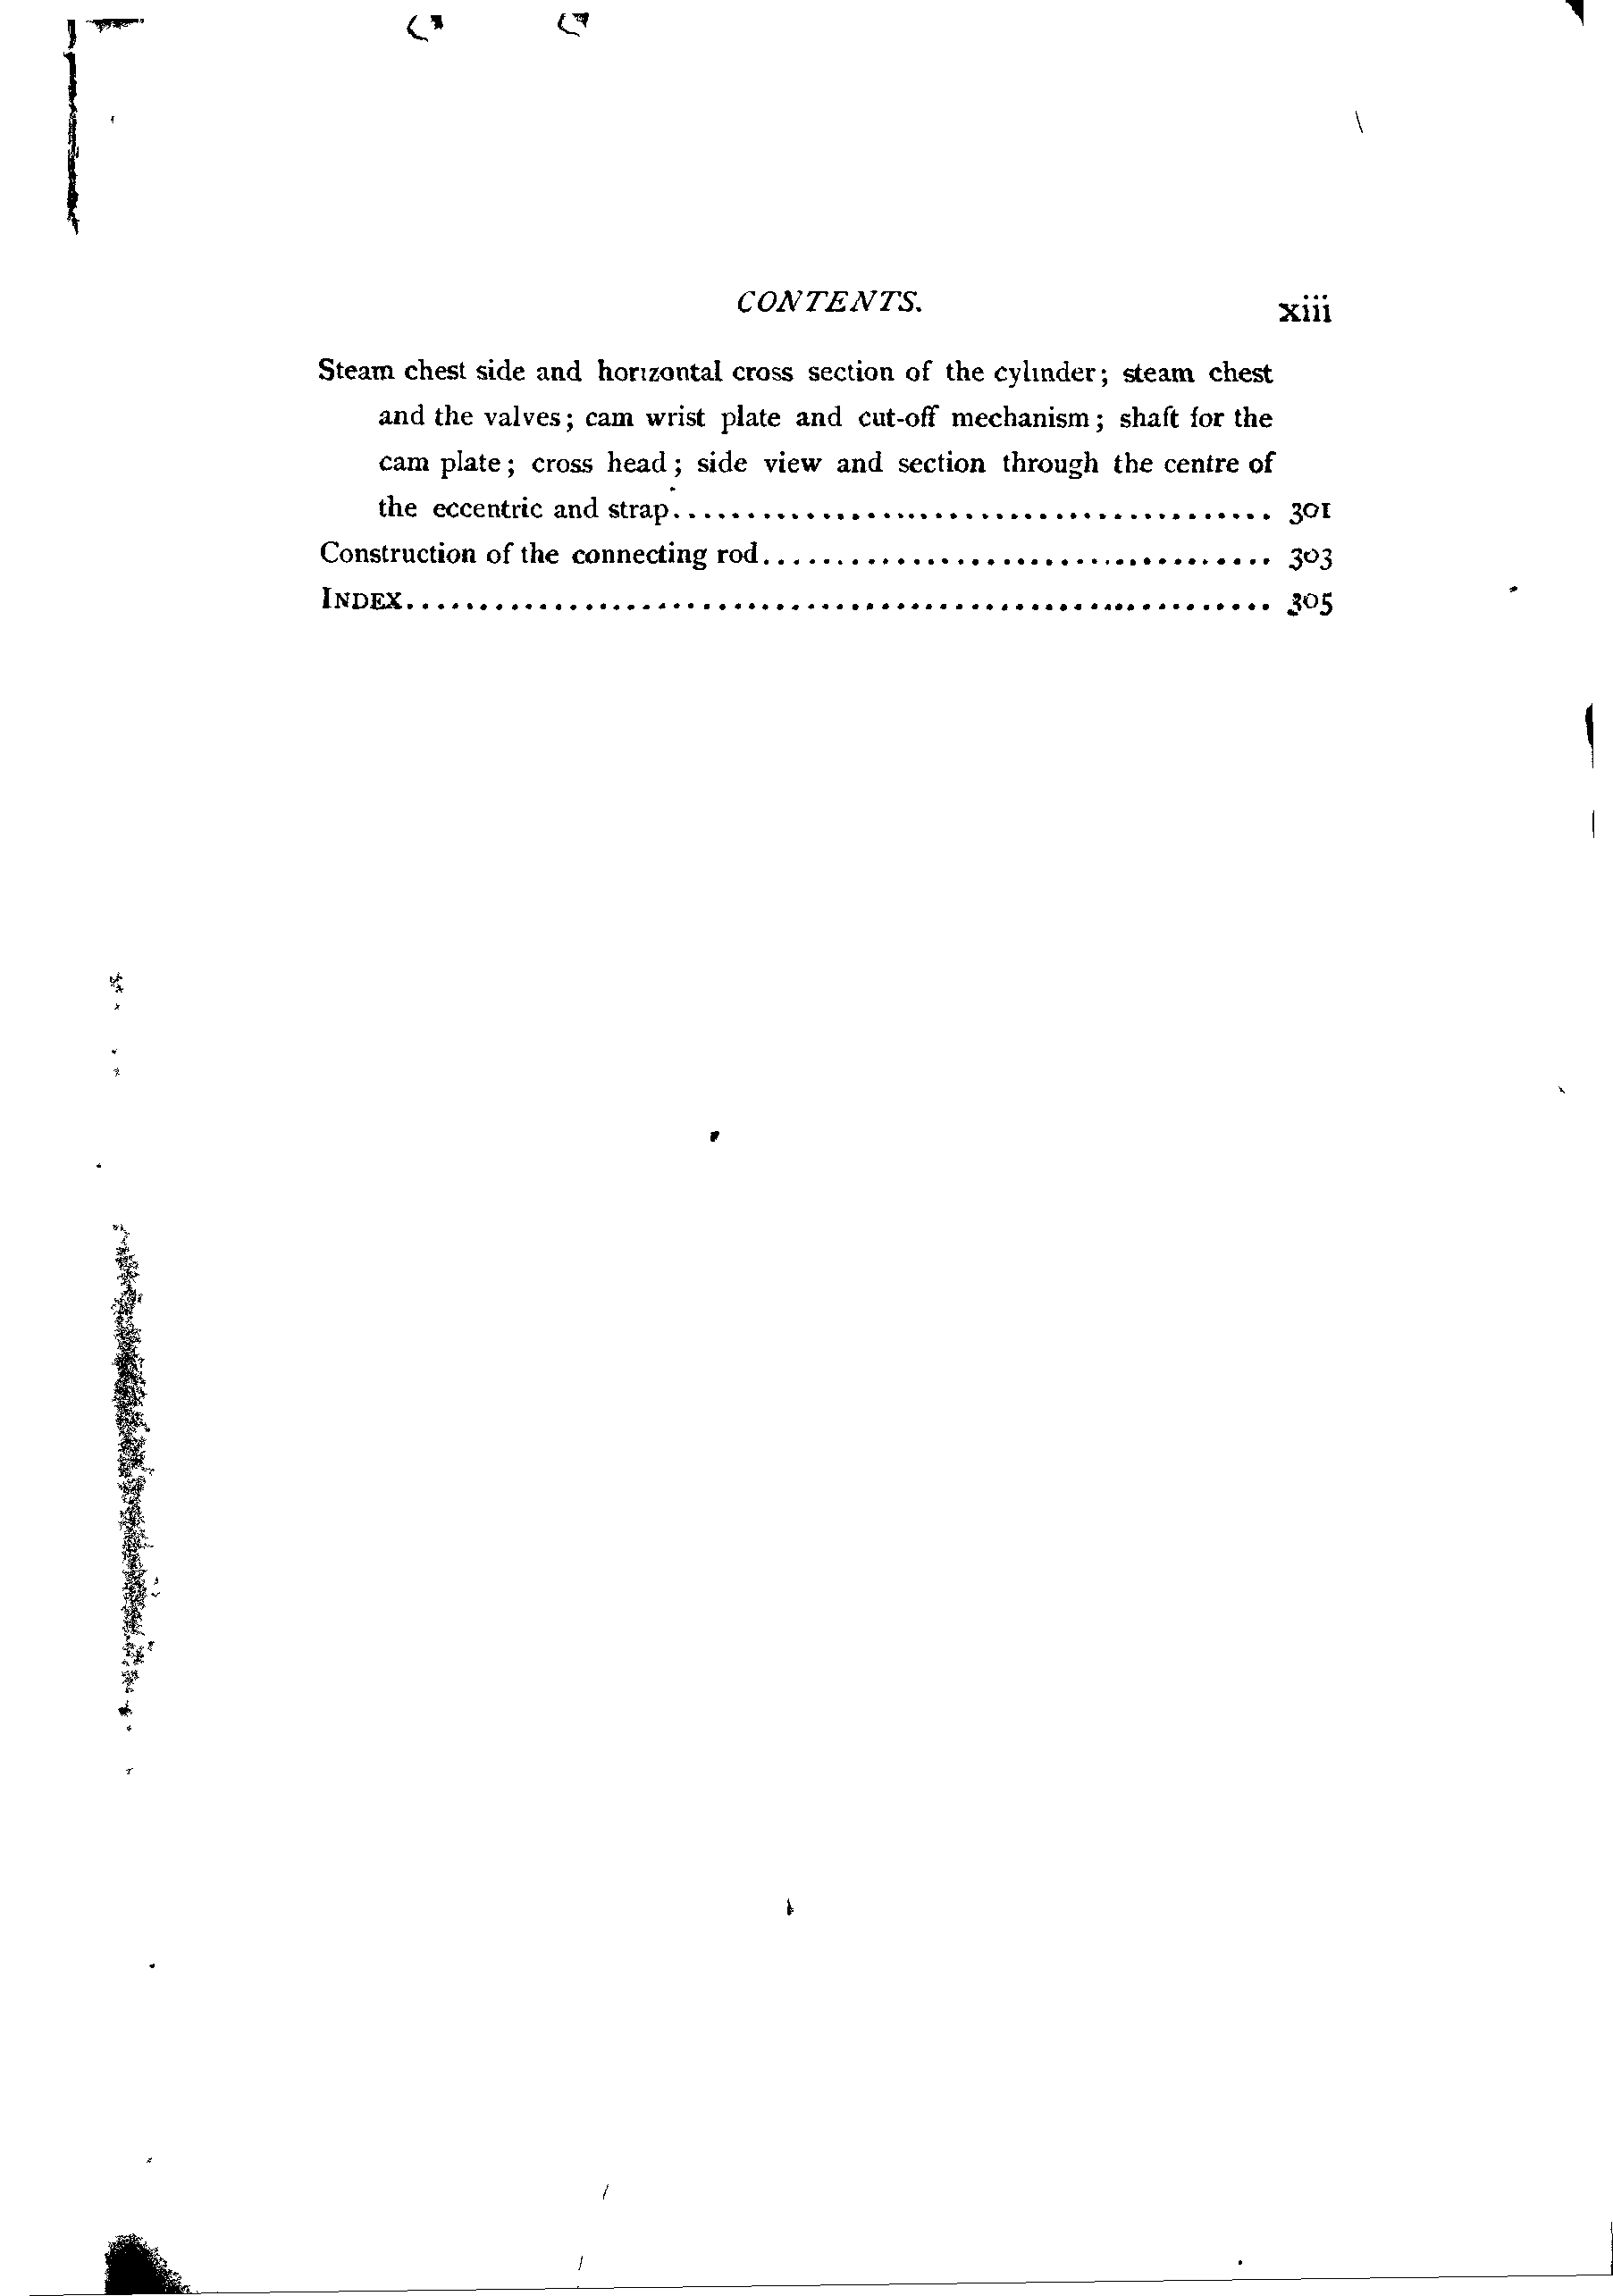 CONTENTS. xiii
Steam chest side and horizontal cross section of the cylinder; steam chest
and the valves; cam wrist plate and cut-off mechanism; shaft for the
cam plate; cross head; side view and section through the centre of
the eccentric and strap........................................ 301
Construction of the connecting rod.................................. 303
INDEX.......................................................... 305